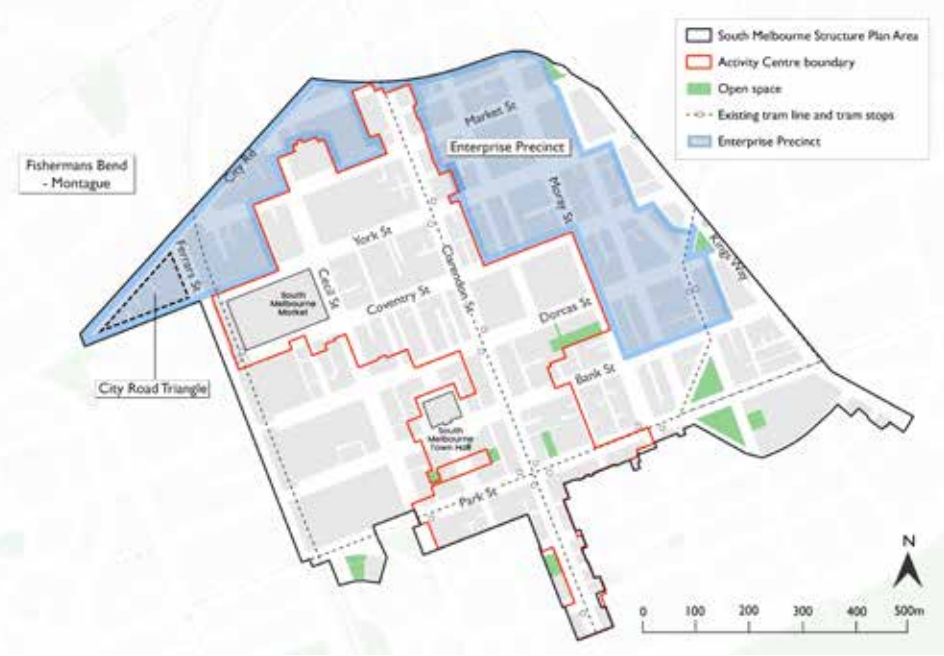 South Melbourne Structure Plan Area
Activity Centre boundary
Open space
Existing tram line and tram stops
Enterprise Precinct
Market St
Enterprise Precinct
City Rd
Fishermans Bend
- Montague
Moray St
York St
Ferrars St
Clarendon St
Kings Way
Cecil St
South
Melbourne
Market
Coventry St
Dorcas St
Bank St
City Road Triangle
South
Melbourne
Town Hall
Park St
N
0 100 200 300 400 500m